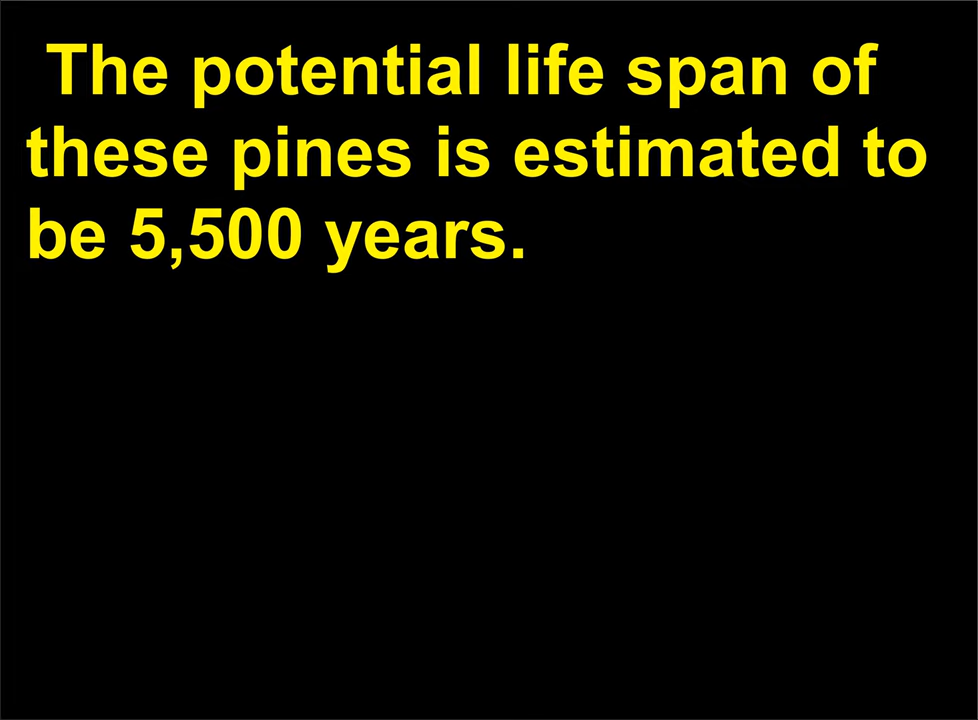 The potential life span of
these pines is estimated to
be 5,500 years.